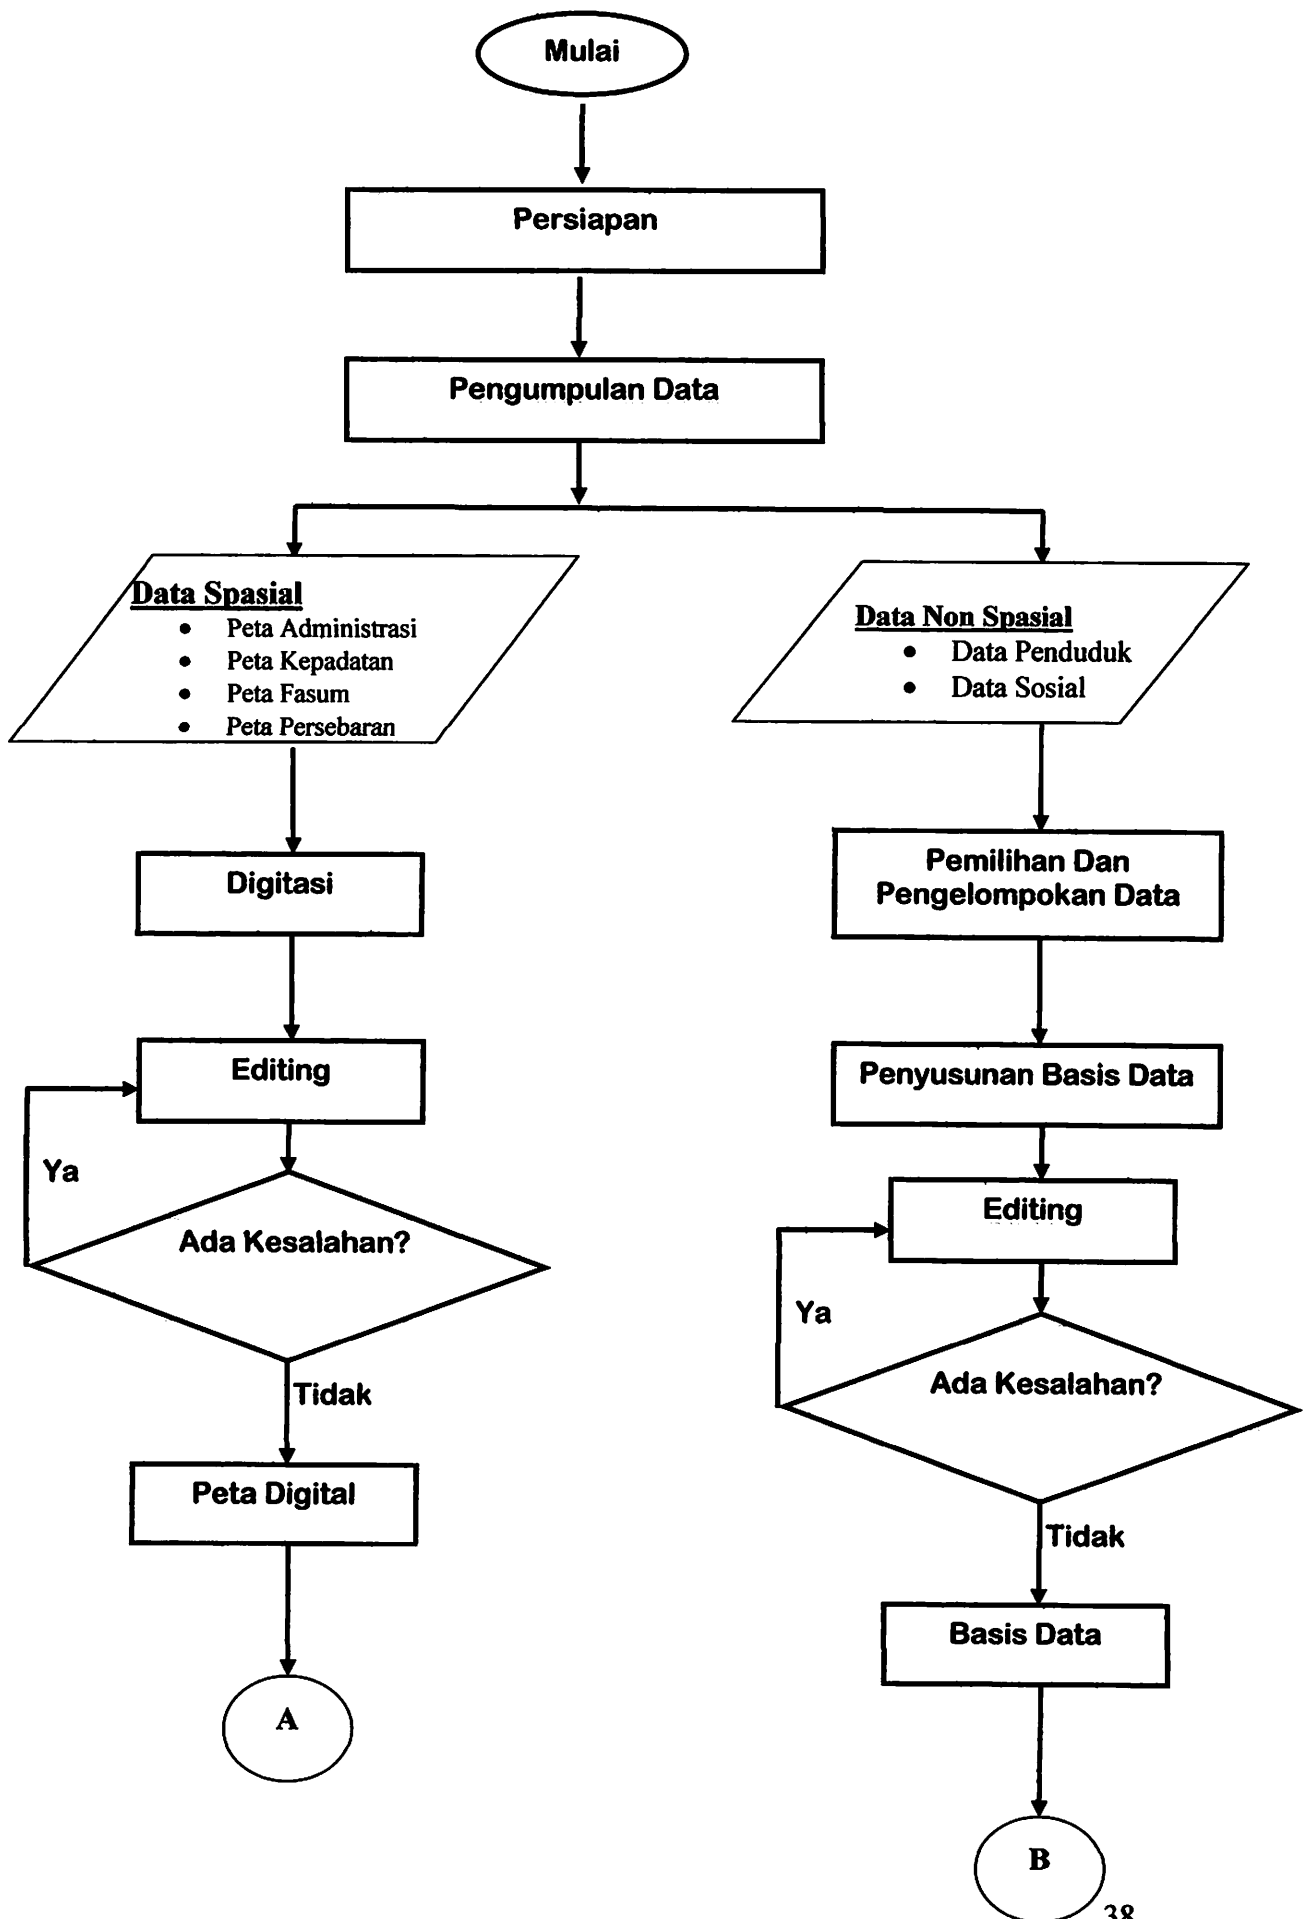 Mulai
Persiapan
Pengumpulan Data
Data Spasial
• Peta Administrasi
• Peta Kepadatan
• Peta Fasum
• Peta Persebaran
Digitasi
Editing
Ya
Ada Kesalahan?
Tidak
Peta Digital
A
Data Non Spasial
• Data Penduduk
• Data Sosial
Pemilihan Dan
Pengelompokan Data
Penyusunan Basis Data
Editing
Ya
Ada Kesalahan?
Tidak
Basis Data
B
38